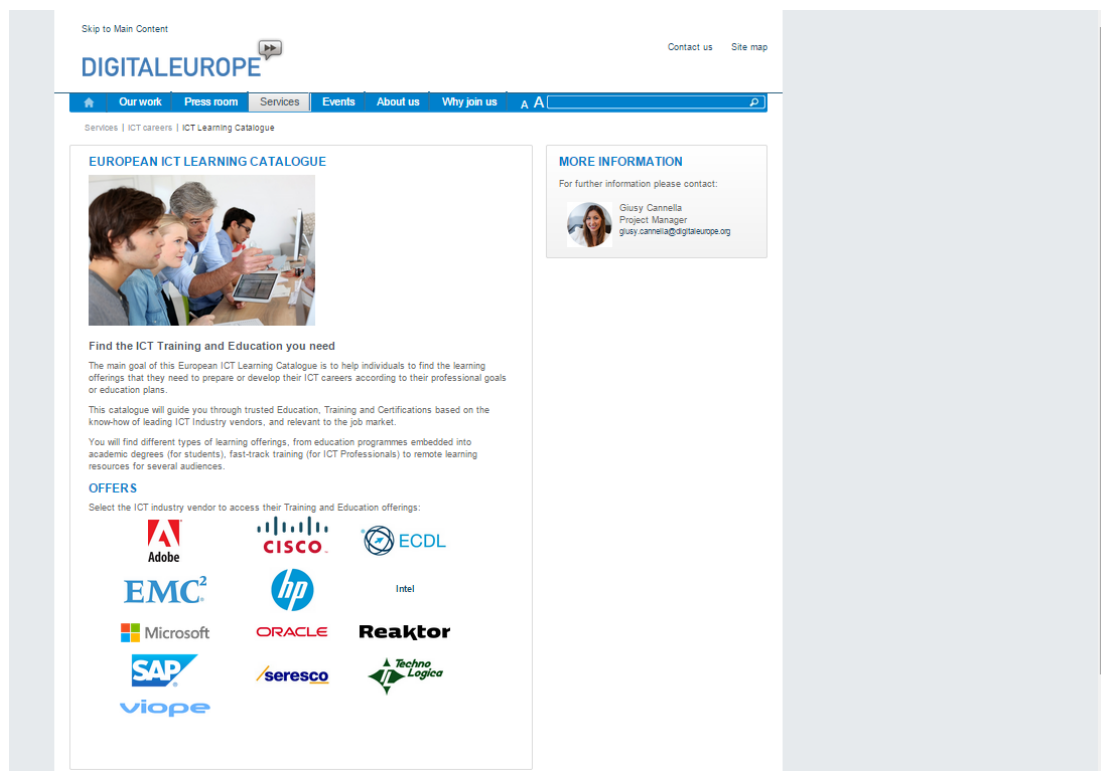 Skip to Main Content
DIGITALEUROPE
Contact us Site map
Our work Press room Services Events About us Why join us A A
Services | ICT careers | ICT Learning Catalogue
EUROPEAN ICT LEARNING CATALOGUE
Find the ICT Training and Education you need
The main goal of this European ICT Learning Catalogue is to help individuals to find the learning
offerings that they need to prepare or develop their ICT careers according to their professional goals
or education plans.
This catalogue will guide you through trusted Education, Training and Certifications based on the
know-how of leading ICT Industry vendors, and relevant to the job market.
You will find different types of learning offerings, from education programmes embedded into
academic degrees (for students), fast-track training (for ICT Professionals) to remote learning
resources for several audiences.
OFFERS
Select the ICT industry vendor to access their Training and Education offerings:
Adobe
CISCO
ECDL
EMC²
hp
Intel
Microsoft
ORACLE
Reaktor
SAP
seresco
Techno
Logica
viope
MORE INFORMATION
For further information please contact:
Giusy Cannella
Project Manager
giusy.cannella@digitaleurope.org